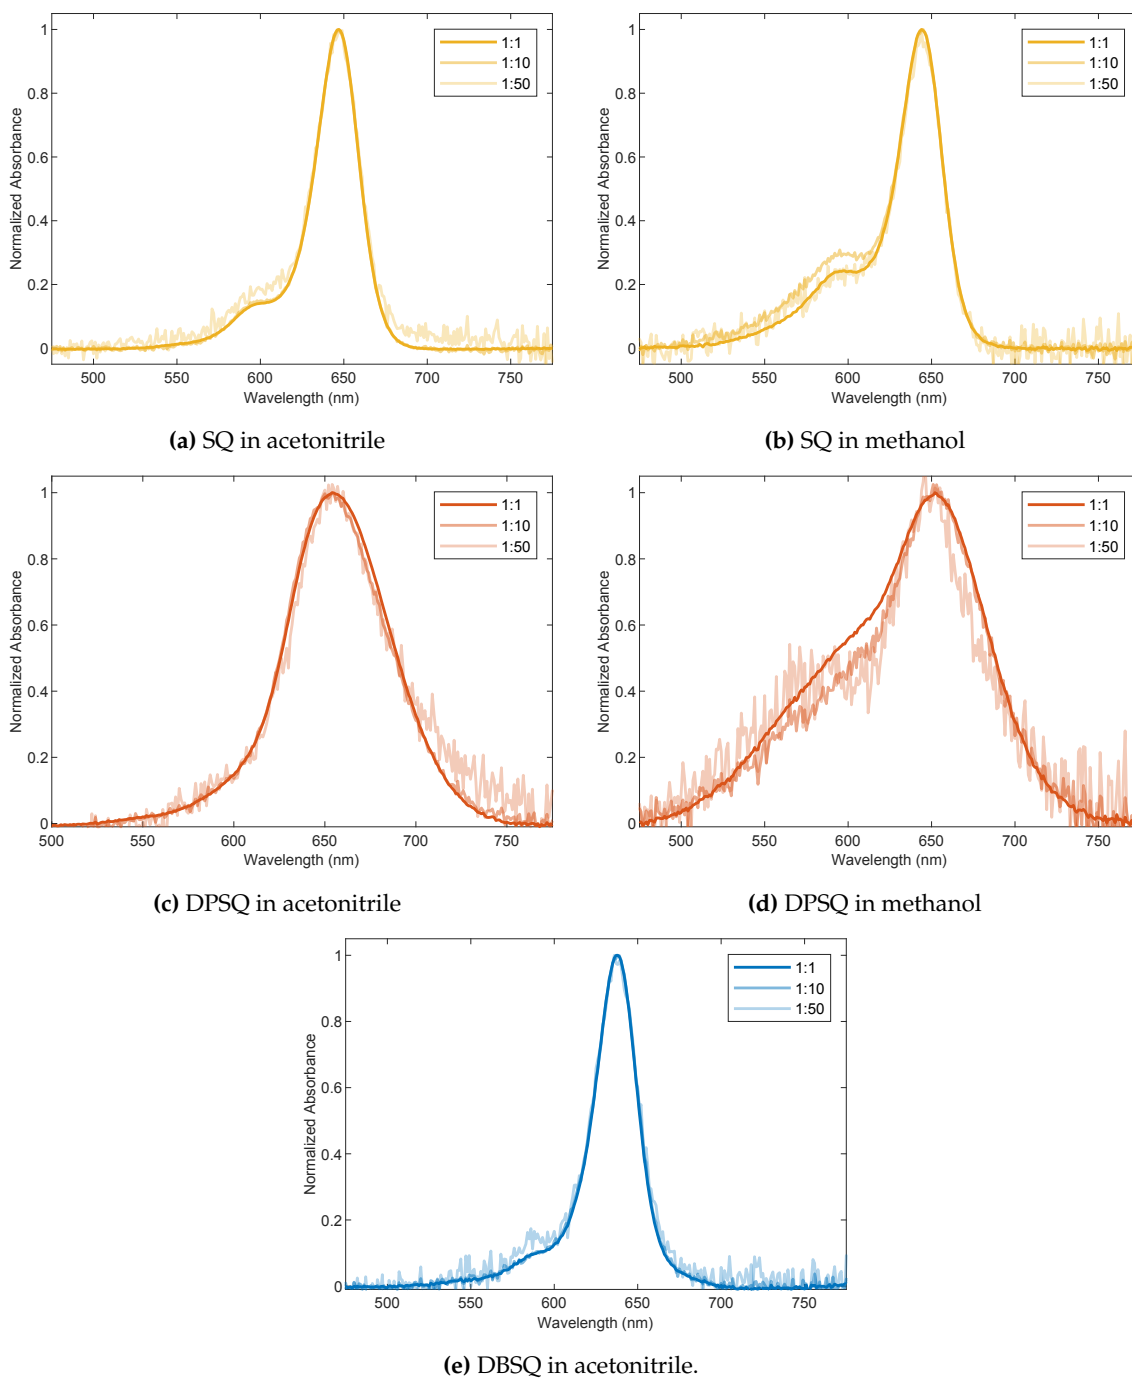 1
0.8
0.6
0.4
0.2
0
Normalized Absorbance
1:1
1:10
1:50
500 550 600 650 700 750
Wavelength (nm)
(a) SQ in acetonitrile
1
0.8
0.6
0.4
0.2
0
Normalized Absorbance
1:1
1:10
1:50
500 550 600 650 700 750
Wavelength (nm)
(b) SQ in methanol
1
0.8
0.6
0.4
0.2
0
Normalized Absorbance
1:1
1:10
1:50
500 550 600 650 700 750
Wavelength (nm)
(c) DPSQ in acetonitrile
1
0.8
0.6
0.4
0.2
0
Normalized Absorbance
1:1
1:10
1:50
500 550 600 650 700 750
Wavelength (nm)
(d) DPSQ in methanol
1
0.8
0.6
0.4
0.2
0
Normalized Absorbance
1:1
1:10
1:50
500 550 600 650 700 750
Wavelength (nm)
(e) DBSQ in acetonitrile.